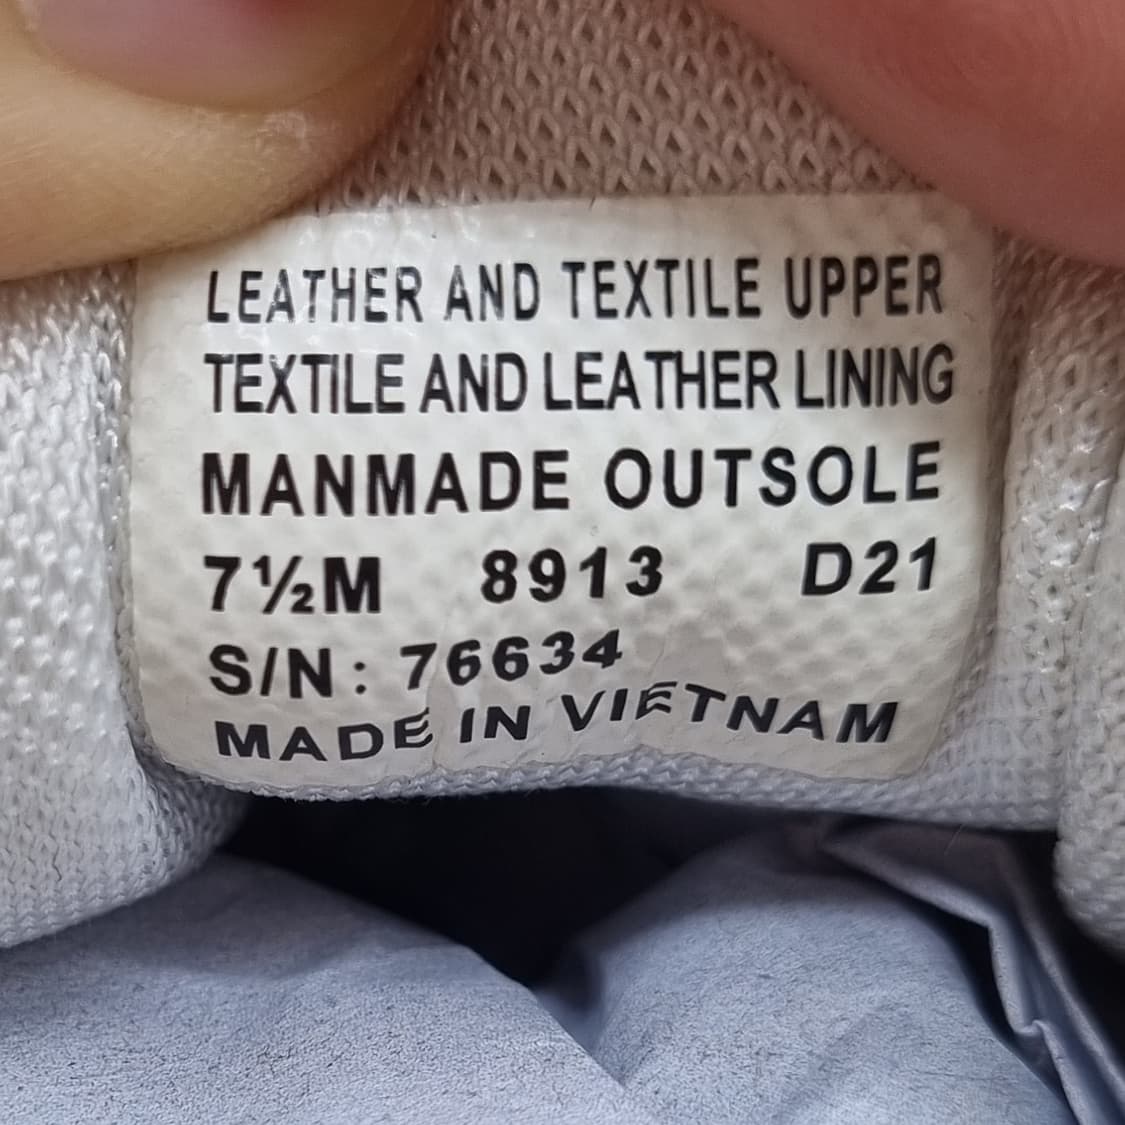 LEATHER AND TEXTILE UPPER
TEXTILE AND LEATHER LINING
MANMADE OUTSOLE
7½M 8913 D21
S/N: 76634
MADE IN VIETNAM